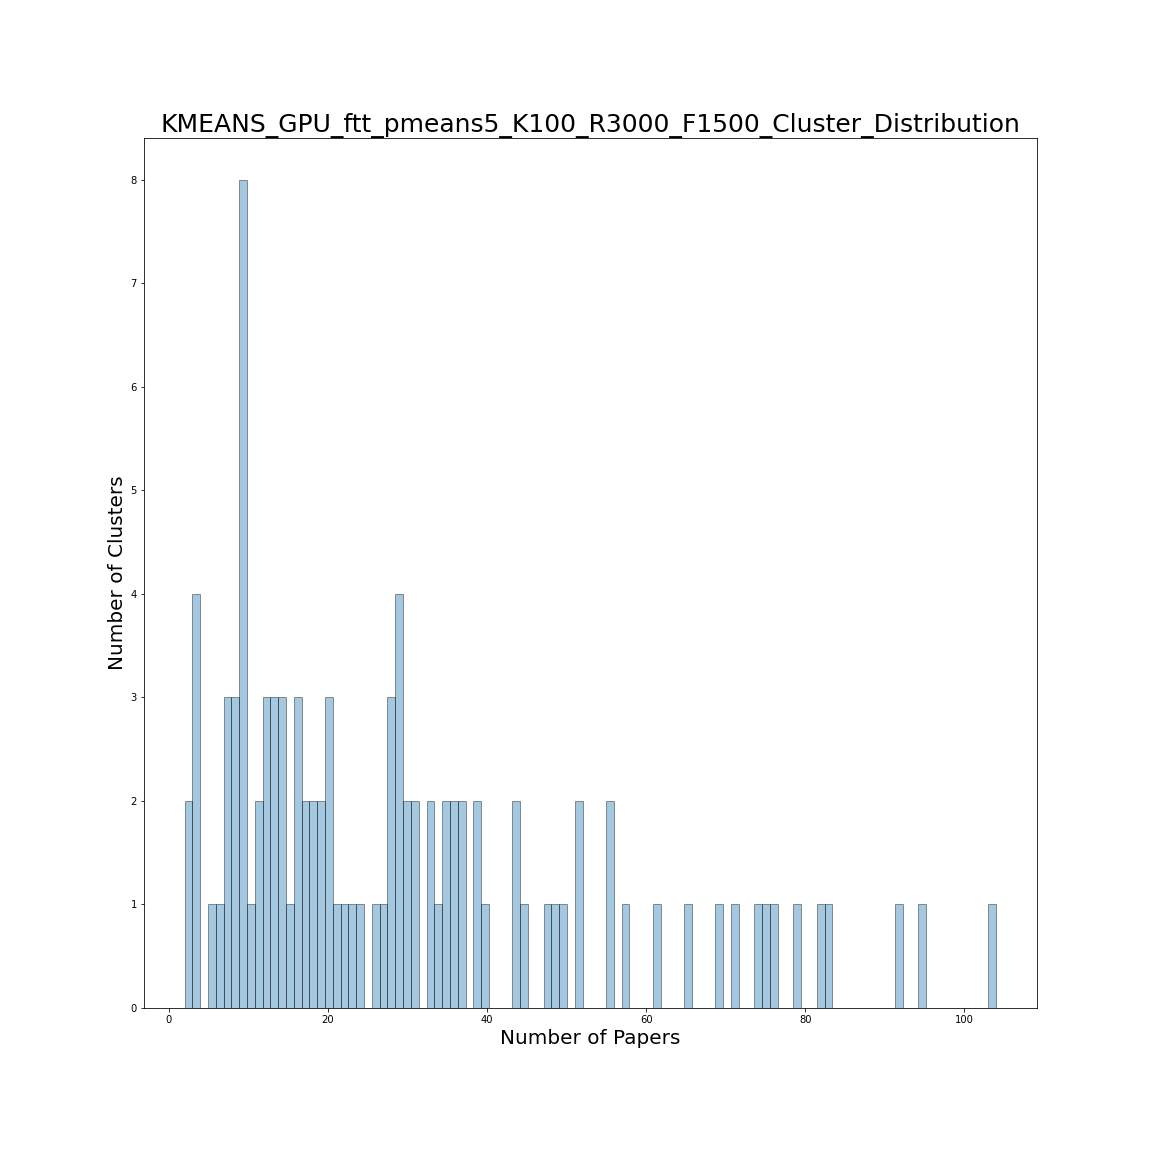 KMEANS_GPU_ftt_pmeans5_K100_R3000_F1500_Cluster_Distribution
8
7
6
5
4
3
2
1
0
Number of Clusters
0 20 40 60 80 100
Number of Papers